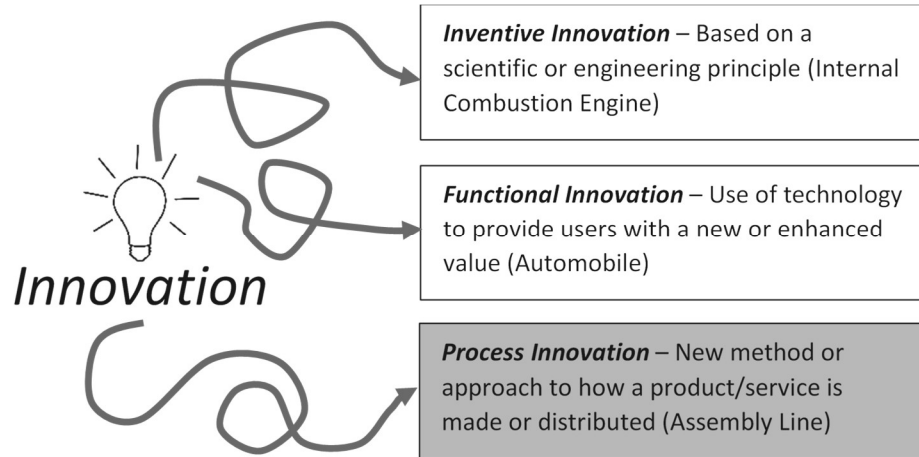 Inventive Innovation – Based on a
scientific or engineering principle (Internal
Combustion Engine)
Functional Innovation – Use of technology
to provide users with a new or enhanced
value (Automobile)
Innovation
Process Innovation – New method or
approach to how a product/service is
made or distributed (Assembly Line)